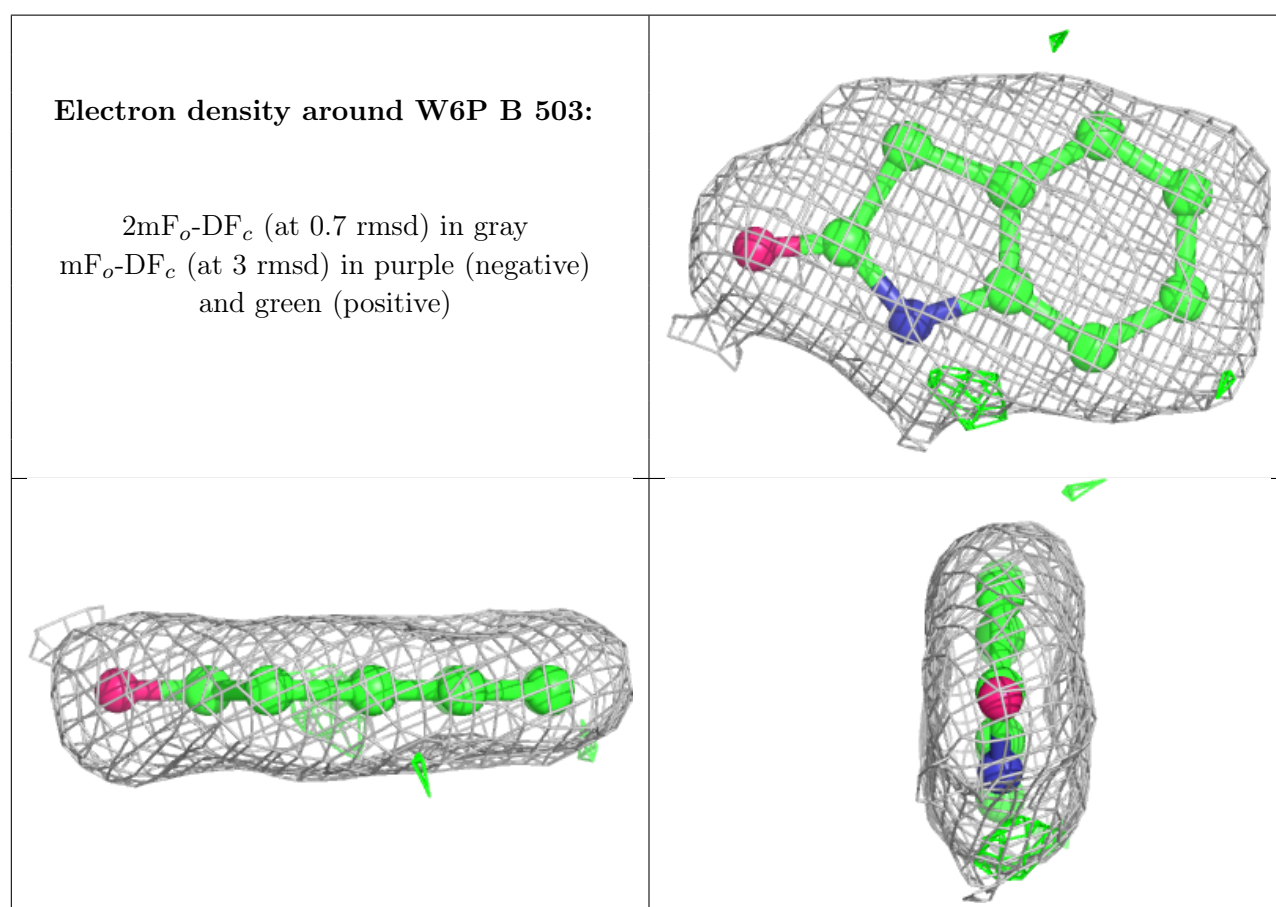 Electron density around W6P B 503:
2mFo-DFc (at 0.7 rmsd) in gray
mFo-DFc (at 3 rmsd) in purple (negative)
and green (positive)